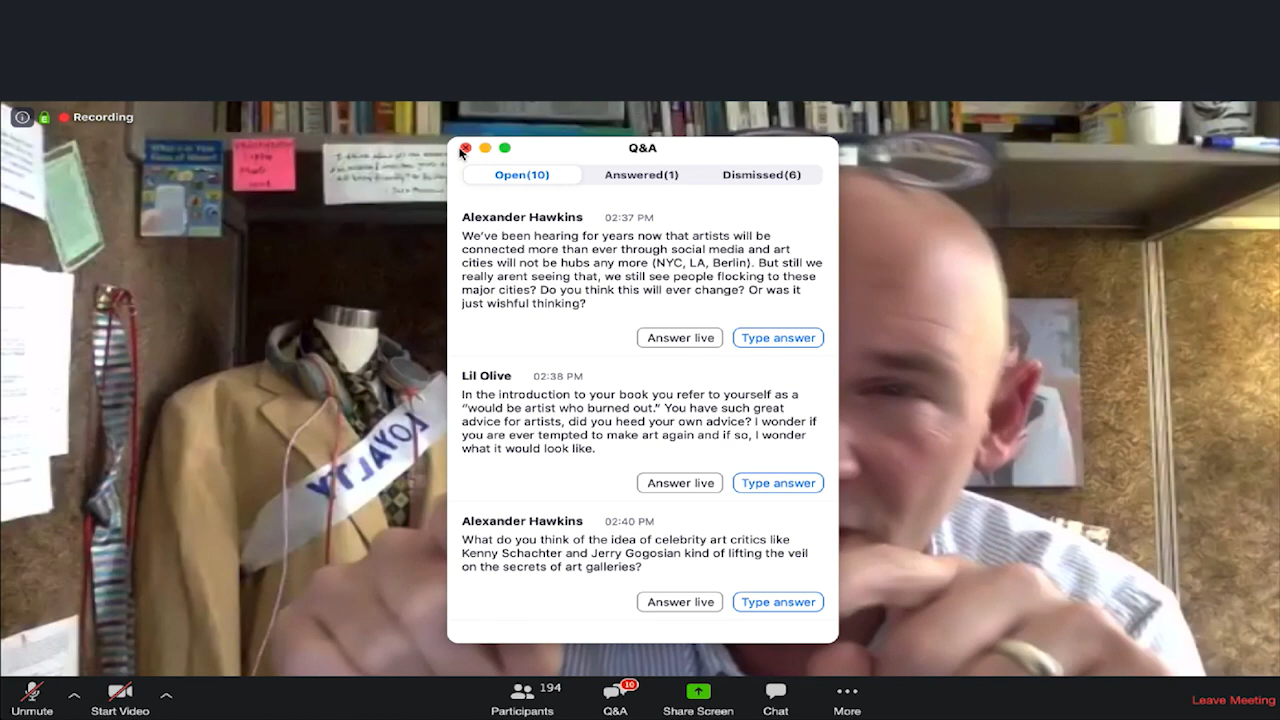 Recording
Q&A
Open(10)
Answered(1)
Dismissed(6)
Alexander Hawkins 02:37 PM
We've been hearing for years now that artists will be
connected more than ever through social media and art
cities will not be hubs any more (NYC, LA, Berlin). But still we
really arent seeing that, we still see people flocking to these
major cities? Do you think this will ever change? Or was it
just wishful thinking?
Answer live
Type answer
Lil Olive 02:38 PM
In the introduction to your book you refer to yourself as a
“would be artist who burned out.” You have such great
advice for artists, did you heed your own advice? I wonder if
you are ever tempted to make art again and if so, I wonder
what it would look like.
Answer live
Type answer
Alexander Hawkins 02:40 PM
What do you think of the idea of celebrity art critics like
Kenny Schachter and Jerry Gogosian kind of lifting the veil
on the secrets of art galleries?
Answer live
Type answer
LOYALTY
Unmute
Start Video
194
Participants
10
Q&A
Share Screen
Chat
More
Leave Meeting